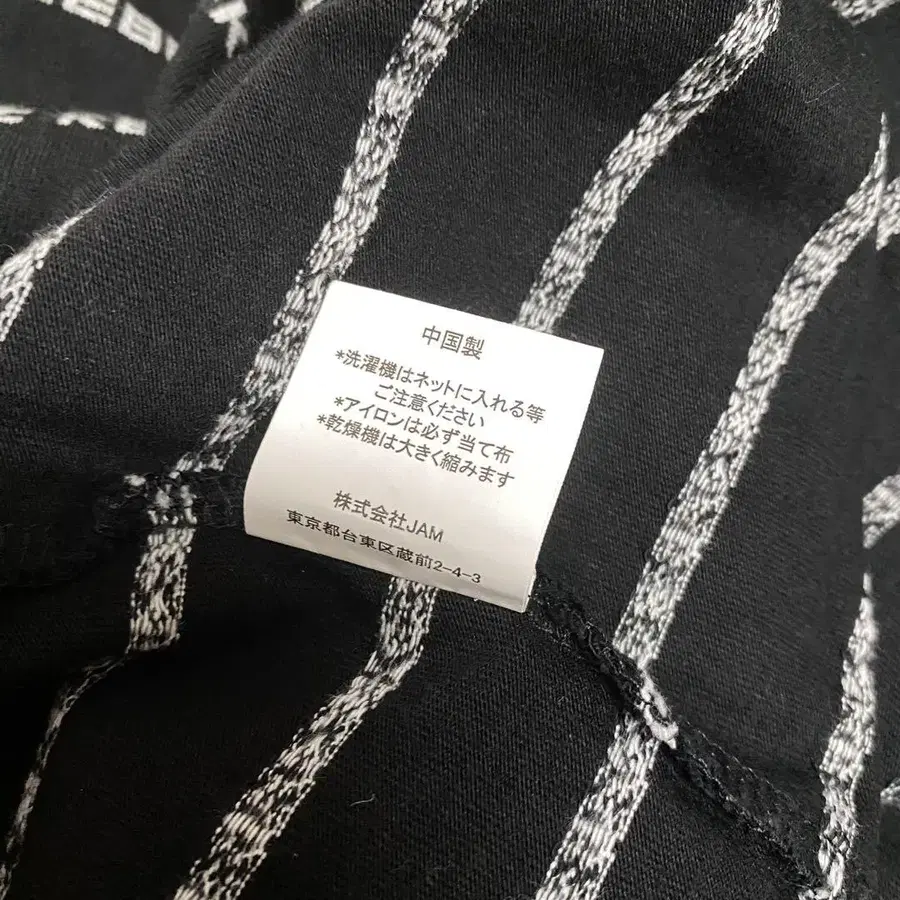 中国製
*洗濯機はネットに入れる等
ご注意ください
*アイロンは必ず当て布
*乾燥機は大きく縮みます
株式会社JAM
東京都台東区蔵前2-4-3